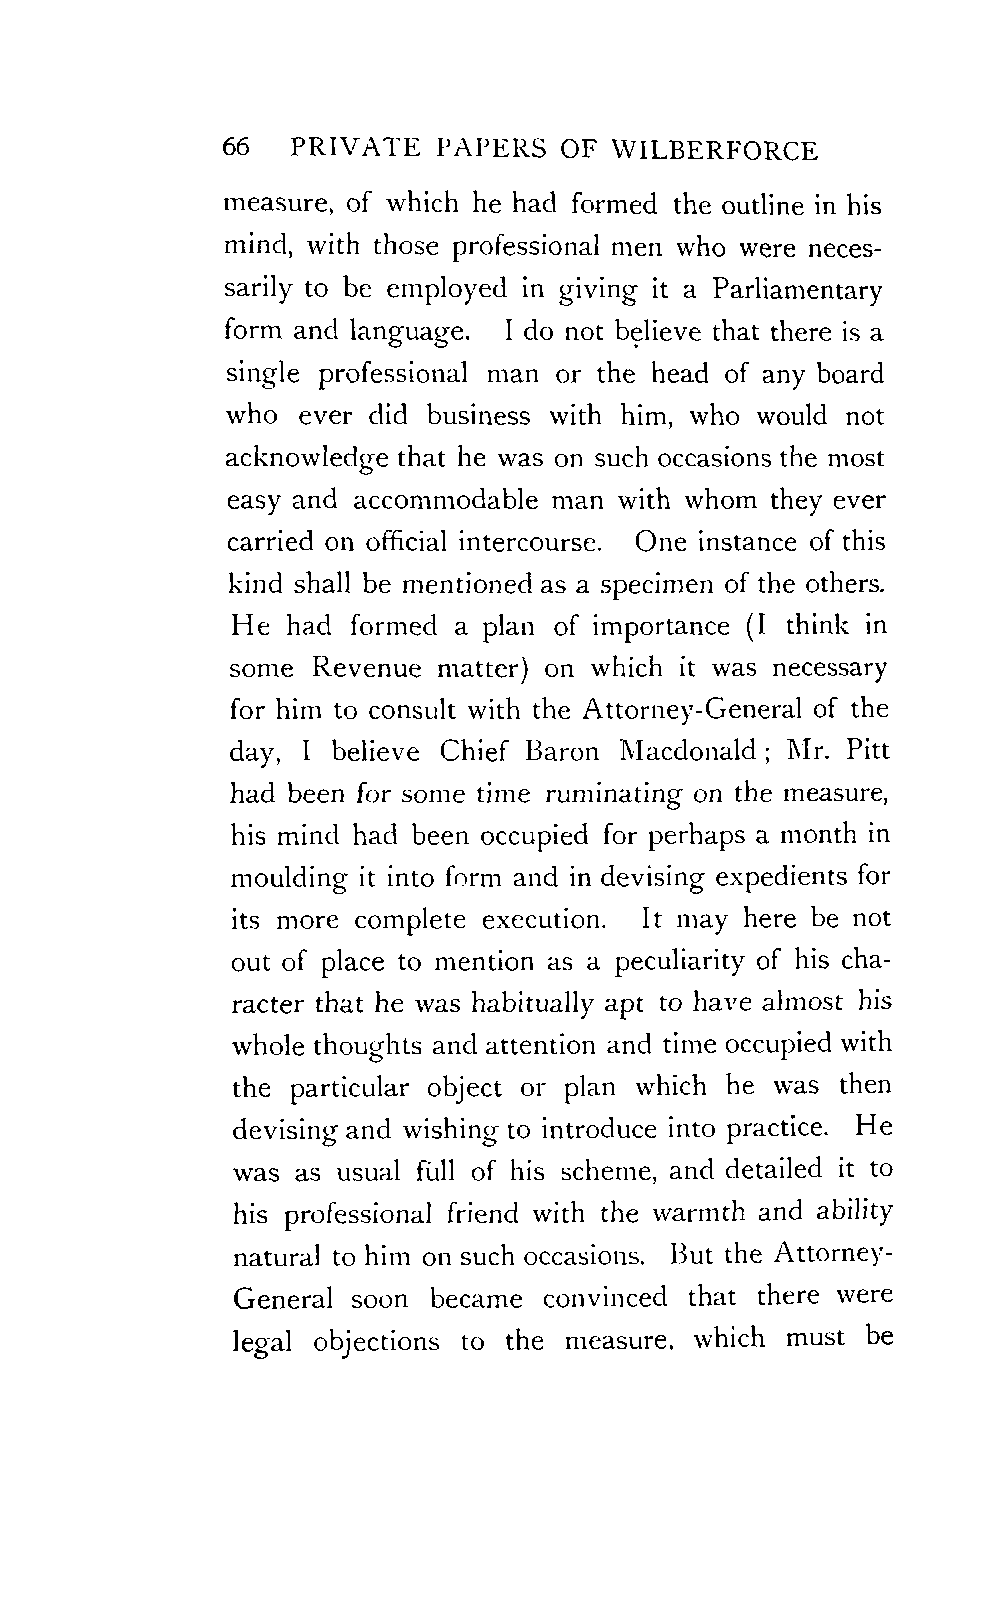 66 PRIVATE PAPERS OF WILBERFORCE
measure, of which he had formed the outline in his
mind, with those professional men who were neces-
sarily to be employed in giving it a Parliamentary
form and language. I do not believe that there is a
single professional man or the head of any board
who ever did business with him, who would not
acknowledge that he was on such occasions the most
easy and accommodable man with whom they ever
carried on official intercourse. One instance of this
kind shall be mentioned as a specimen of the others.
He had formed a plan of importance (I think in
some Revenue matter) on which it was necessary
for him to consult with the Attorney-General of the
day, I believe Chief Baron Macdonald; Mr. Pitt
had been for some time ruminating on the measure,
his mind had been occupied for perhaps a month in
moulding it into form and in devising expedients for
its more complete execution. It may here be not
out of place to mention as a peculiarity of his cha-
racter that he was habitually apt to have almost his
whole thoughts and attention and time occupied with
the particular object or plan which he was then
devising and wishing to introduce into practice. He
was as usual full of his scheme, and detailed it to
his professional friend with the warmth and ability
natural to him on such occasions. But the Attorney-
General soon became convinced that there were
legal objections to the measure, which must be